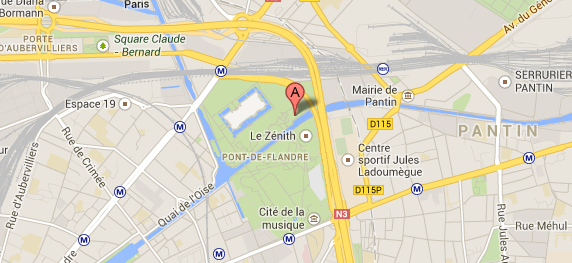 ru Diana
Bormann
Paris
Av. du Géné
PORTE
D'AUBERVILLIERS
Square Claude
- Bernard
M
RER
SERRURIER
PANTIN
A
Mairie de
Pantin
Espace 19
M
D115
Le Zénith
PANTIN
PONT-DE-FLANDRE
Centre
sportif Jules
Ladoumègue
Rue de Crimée
Rue d'Aubervilliers
Quai de l'Oise
D115P
M
M
Cité de la
musique
N3
M
M
M
Rue Méhul
Rue Jules A